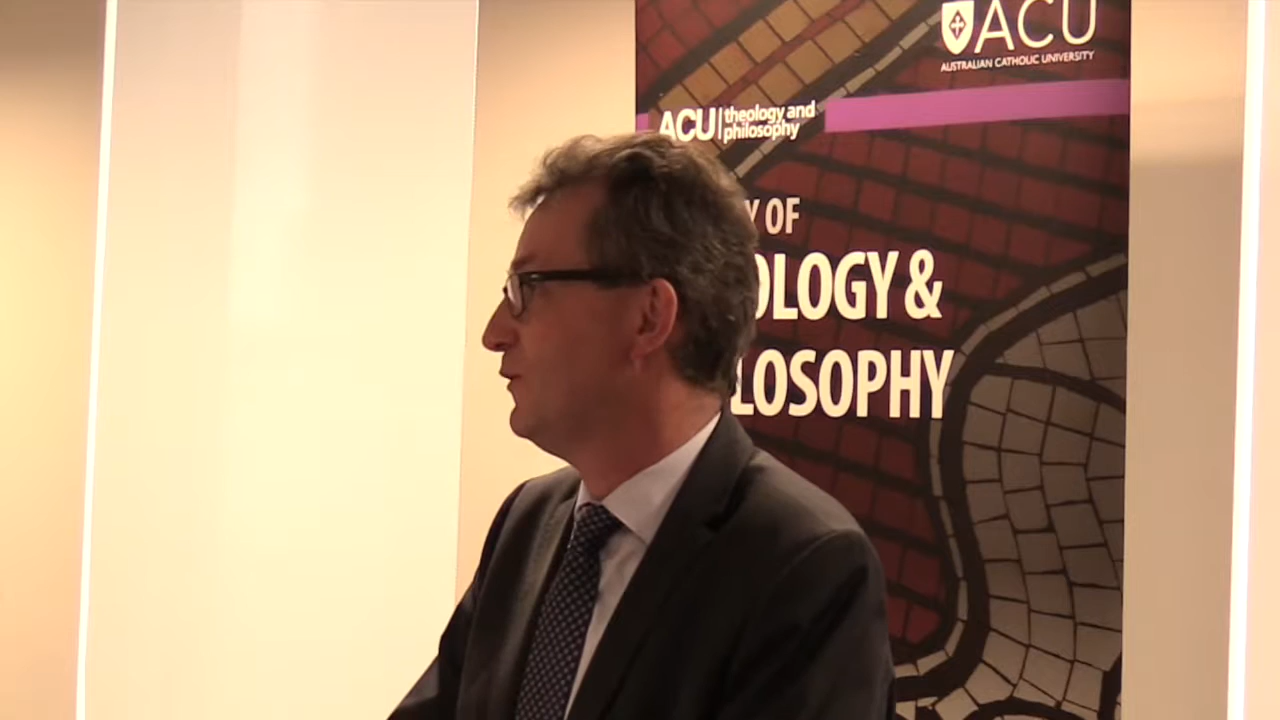 ACU
AUSTRALIAN CATHOLIC UNIVERSITY
ACU theology and
philosophy
Y OF
OLOGY &
LOSOPHY